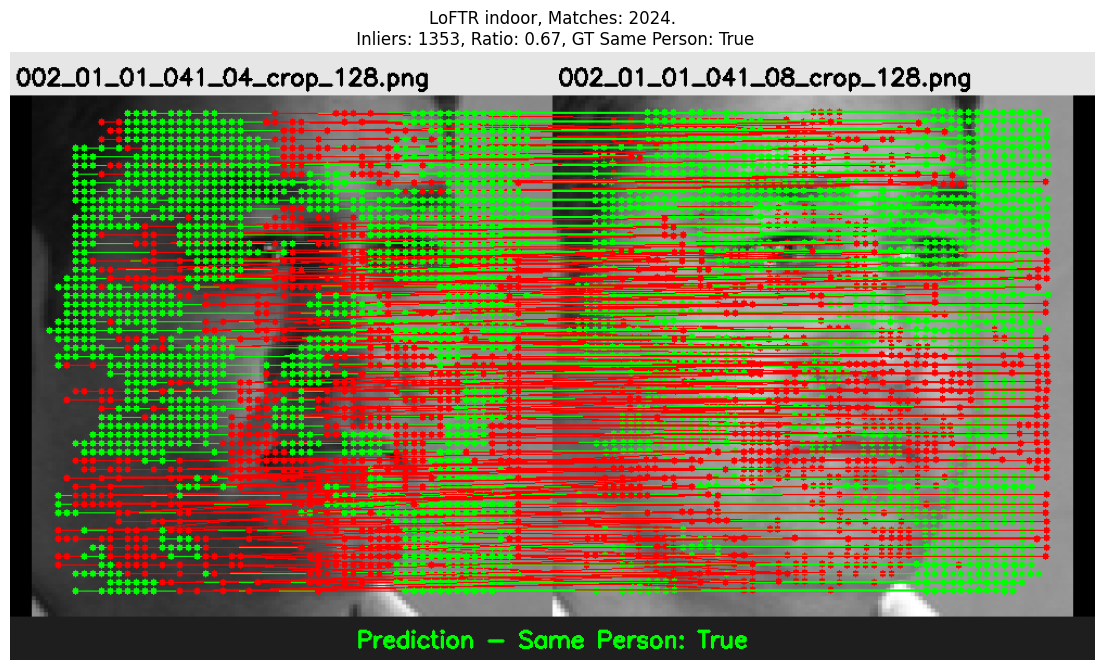 LoFTR indoor, Matches: 2024.
Inliers: 1353, Ratio: 0.67, GT Same Person: True
002_01_01_041_04_crop_128.png
002_01_01_041_08_crop_128.png
Prediction - Same Person: True